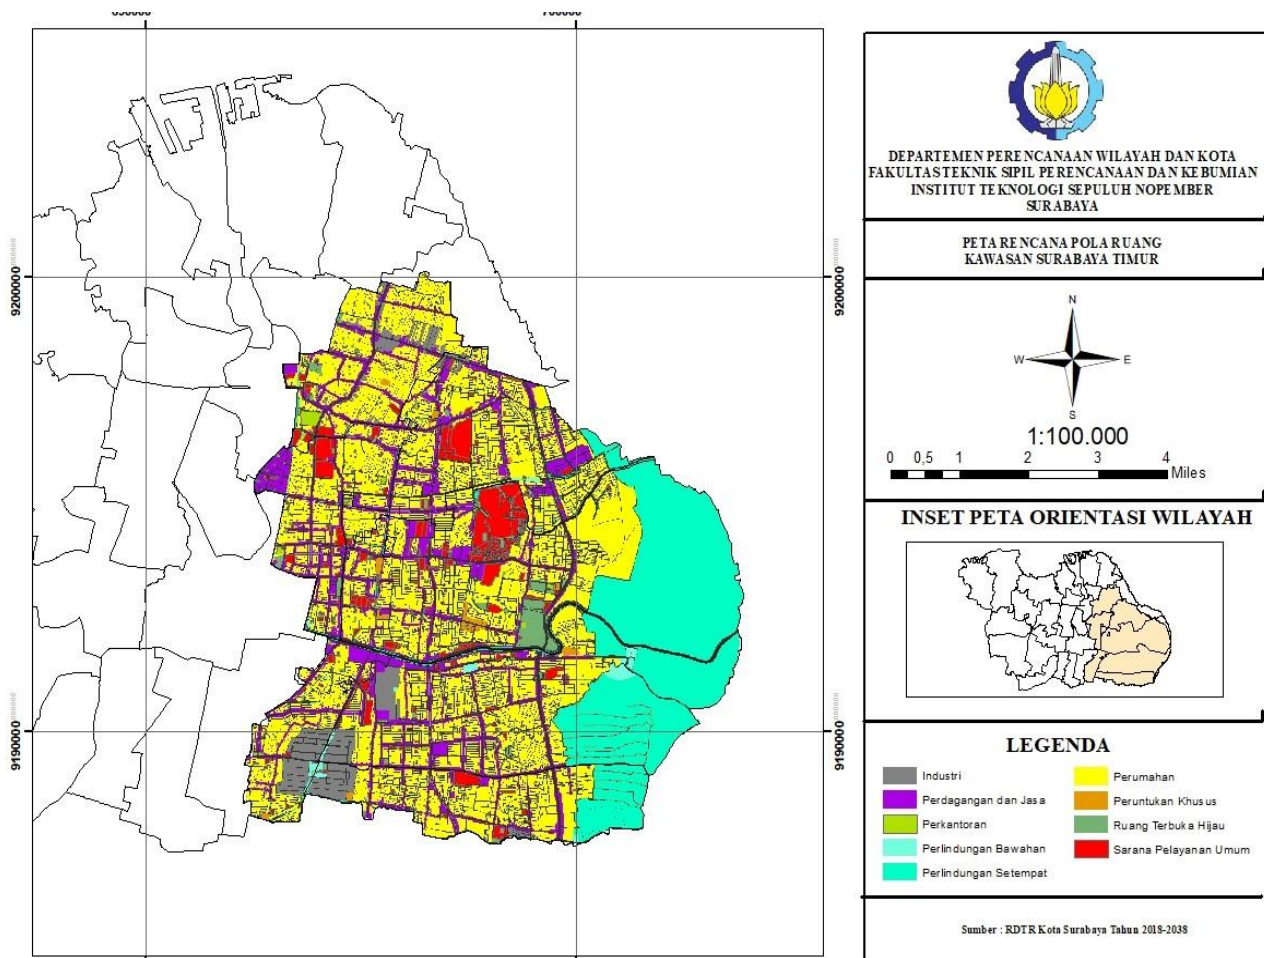 DEPARTEMEN PERENCANAAN WILAYAH DAN KOTA
FAKULTAS TEKNIK SIPIL PERENCANAAN DAN KEBUMIAN
INSTITUT TEKNOLOGI SEPULUH NOPEMBER
SURABAYA
PETA RENCANA POLA RUANG
KAWASAN SURABAYA TIMUR
N
W E
S
1:100.000
0 0,5 1 2 3 4
Miles
INSET PETA ORIENTASI WILAYAH
LEGENDA
Industri
Perdagangan dan Jasa
Perkantoran
Perlindungan Bawahan
Perlindungan Setempat
Perumahan
Peruntukan Khusus
Ruang Terbuka Hijau
Sarana Pelayanan Umum
Sumber : RDTR Kota Surabaya Tahun 2018-2038
9200000
9200000
9190000
9190000